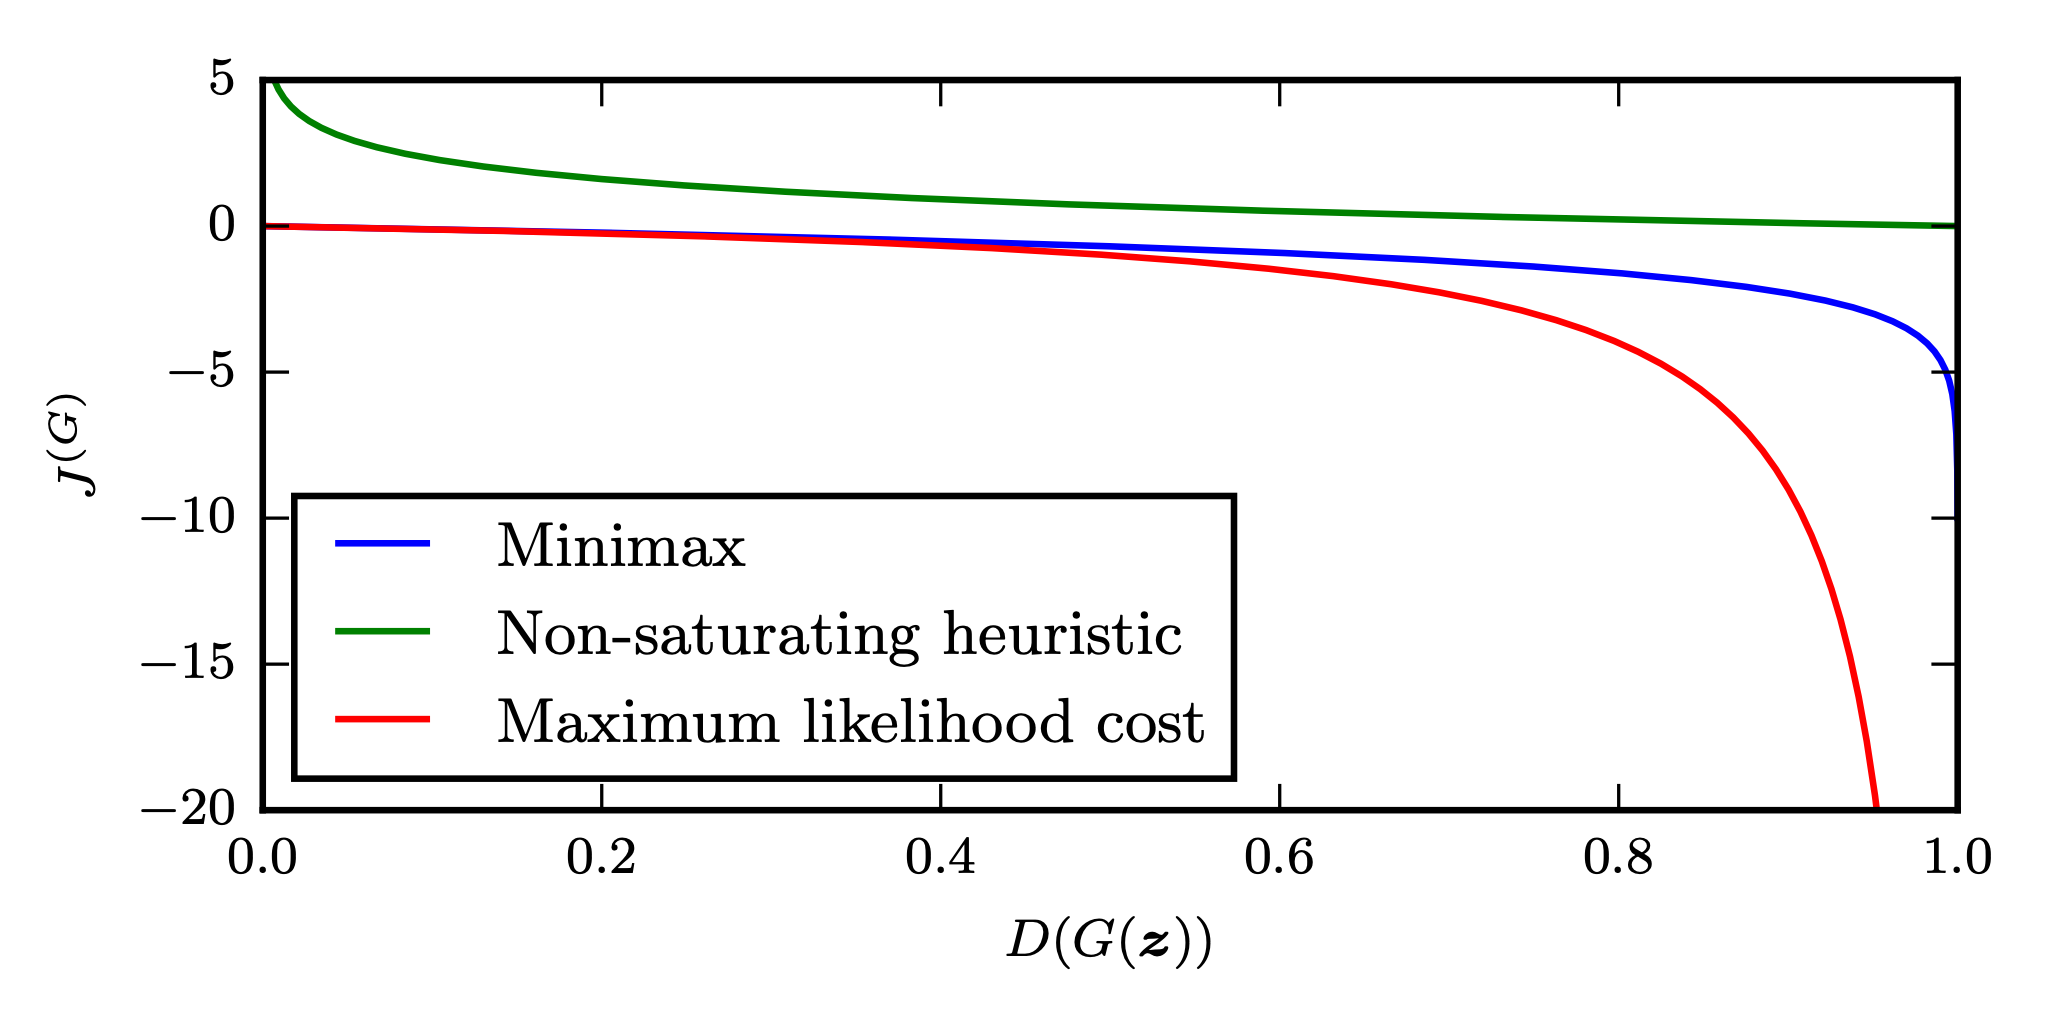 5
0
−5
−10
−15
−20
J^(G)
Minimax
Non-saturating heuristic
Maximum likelihood cost
0.0 0.2 0.4 0.6 0.8 1.0
D(G(z))